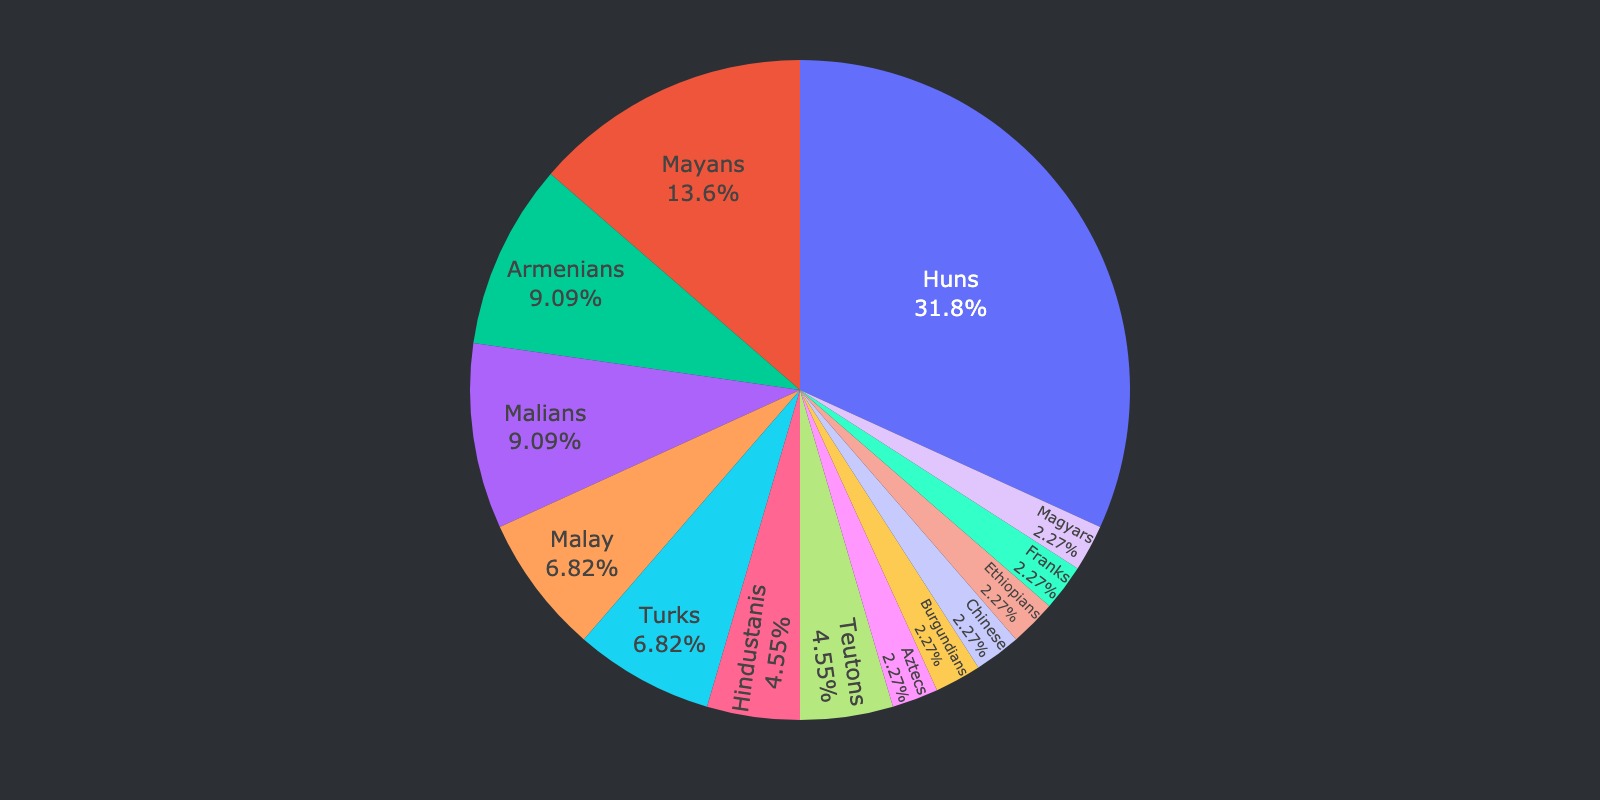 Mayans
13.6%
Huns
31.8%
Armenians
9.09%
Malians
9.09%
Malay
6.82%
Turks
6.82%
Hindustanis
4.55%
Teutons
4.55%
Aztecs
2.27%
Burgundians
2.27%
Chinese
2.27%
Ethiopians
2.27%
Franks
2.27%
Magyars
2.27%